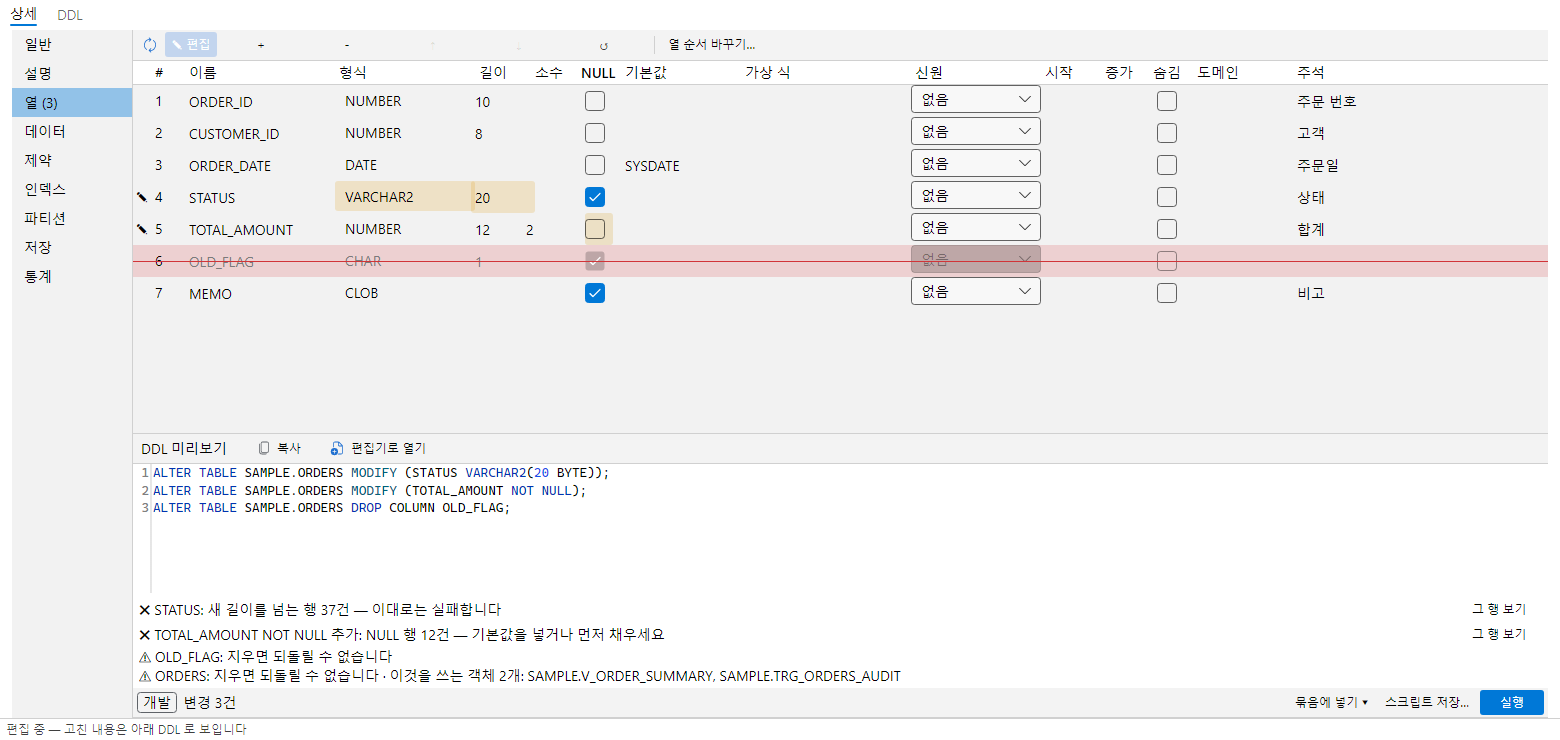 상세 DDL
일반
설명
열 (3)
데이터
제약
인덱스
파티션
저장
통계
편집 + - ↑ ↓ ↺ 열 순서 바꾸기...
# 이름 형식 길이 소수 NULL 기본값 가상 식 신원 시작 증가 숨김 도메인 주석
1 ORDER_ID NUMBER 10 없음 주문 번호
2 CUSTOMER_ID NUMBER 8 없음 고객
3 ORDER_DATE DATE SYSDATE 없음 주문일
4 STATUS VARCHAR2 20 없음 상태
5 TOTAL_AMOUNT NUMBER 12 2 없음 합계
6 OLD_FLAG CHAR 1 없음
7 MEMO CLOB 없음 비고
DDL 미리보기 복사 편집기로 열기
1 ALTER TABLE SAMPLE.ORDERS MODIFY (STATUS VARCHAR2(20 BYTE));
2 ALTER TABLE SAMPLE.ORDERS MODIFY (TOTAL_AMOUNT NOT NULL);
3 ALTER TABLE SAMPLE.ORDERS DROP COLUMN OLD_FLAG;
✕ STATUS: 새 길이를 넘는 행 37건 — 이대로는 실패합니다 그 행 보기
✕ TOTAL_AMOUNT NOT NULL 추가: NULL 행 12건 — 기본값을 넣거나 먼저 채우세요 그 행 보기
⚠ OLD_FLAG: 지우면 되돌릴 수 없습니다
⚠ ORDERS: 지우면 되돌릴 수 없습니다 · 이것을 쓰는 객체 2개: SAMPLE.V_ORDER_SUMMARY, SAMPLE.TRG_ORDERS_AUDIT
개발 변경 3건 묶음에 넣기 ▾ 스크립트 저장... 실행
편집 중 — 고친 내용은 아래 DDL 로 보입니다